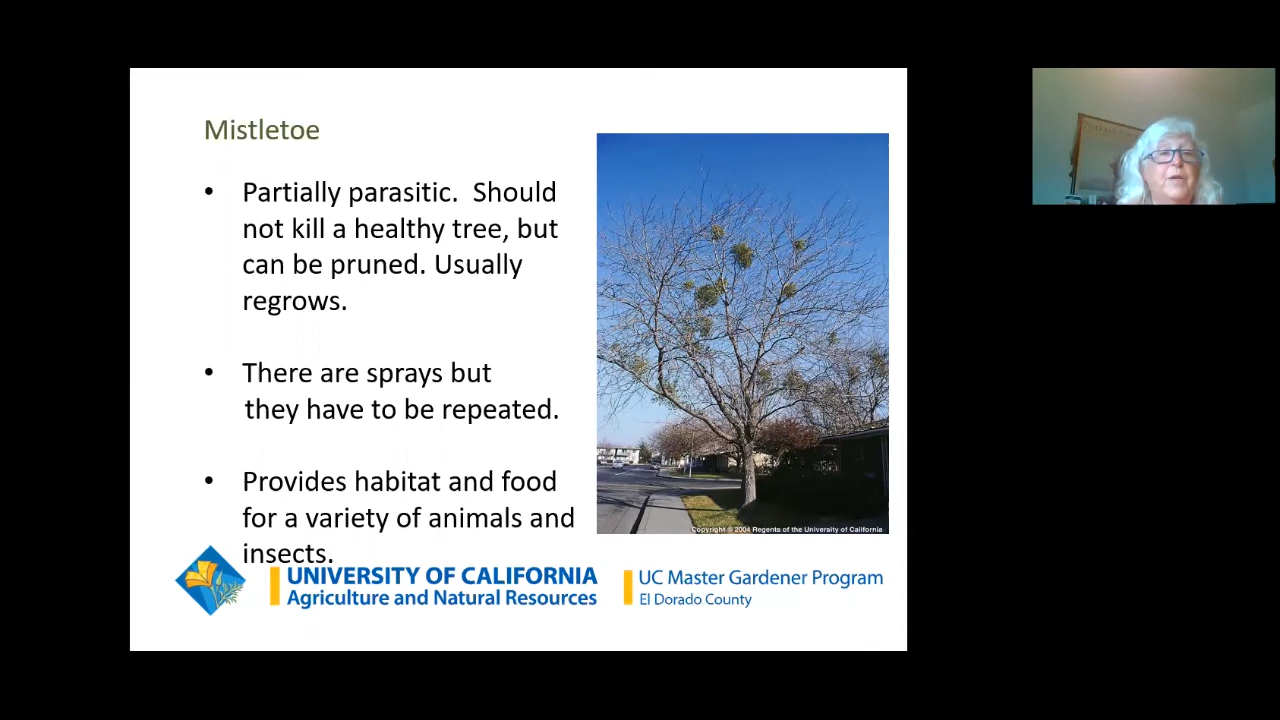 Mistletoe
• Partially parasitic. Should
not kill a healthy tree, but
can be pruned. Usually
regrows.
• There are sprays but
they have to be repeated.
• Provides habitat and food
for a variety of animals and
insects.
Copyright © 2004 Regents of the University of California
UNIVERSITY OF CALIFORNIA
Agriculture and Natural Resources
UC Master Gardener Program
El Dorado County